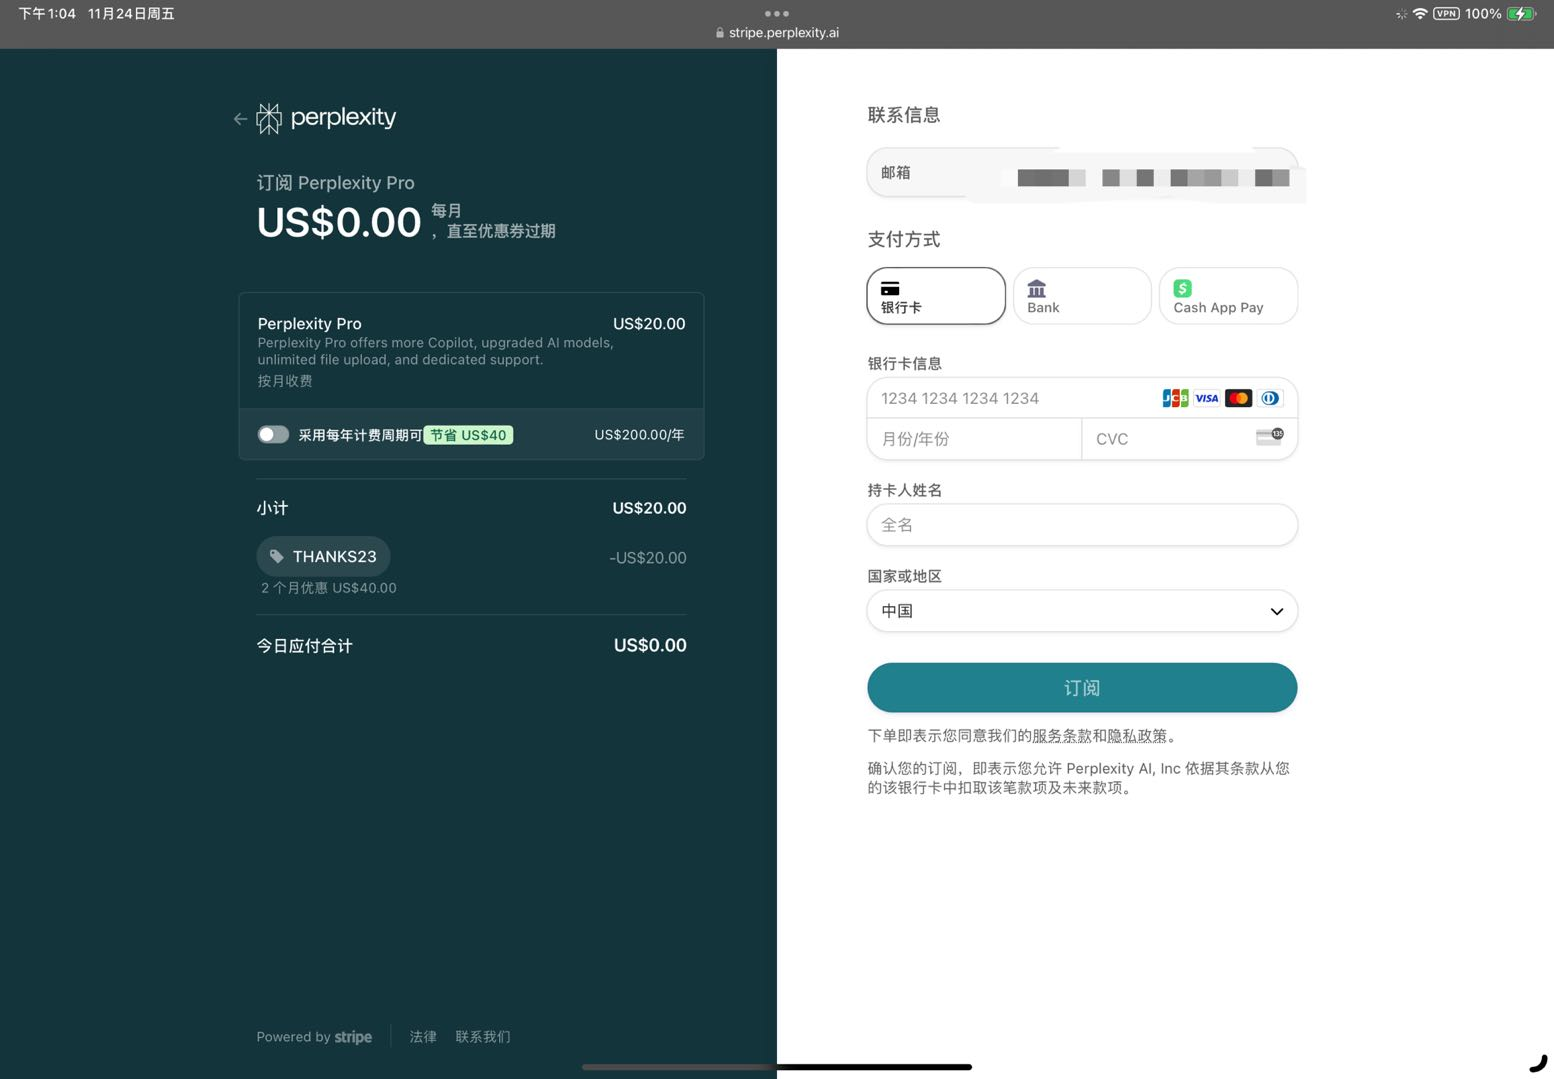 下午1:04 11月24日周五
VPN 100%
stripe.perplexity.ai
perplexity
订阅 Perplexity Pro
US$0.00 每月
，直至优惠券过期
Perplexity Pro US$20.00
Perplexity Pro offers more Copilot, upgraded AI models,
unlimited file upload, and dedicated support.
按月收费
采用每年计费周期可 节省 US$40 US$200.00/年
小计 US$20.00
THANKS23 -US$20.00
2 个月优惠 US$40.00
今日应付合计 US$0.00
Powered by stripe 法律 联系我们
联系信息
邮箱
支付方式
银行卡 Bank Cash App Pay
银行卡信息
1234 1234 1234 1234 JCB VISA
月份/年份 CVC 135
持卡人姓名
全名
国家或地区
中国
订阅
下单即表示您同意我们的服务条款和隐私政策。
确认您的订阅，即表示您允许 Perplexity AI, Inc 依据其条款从您
的该银行卡中扣取该笔款项及未来款项。